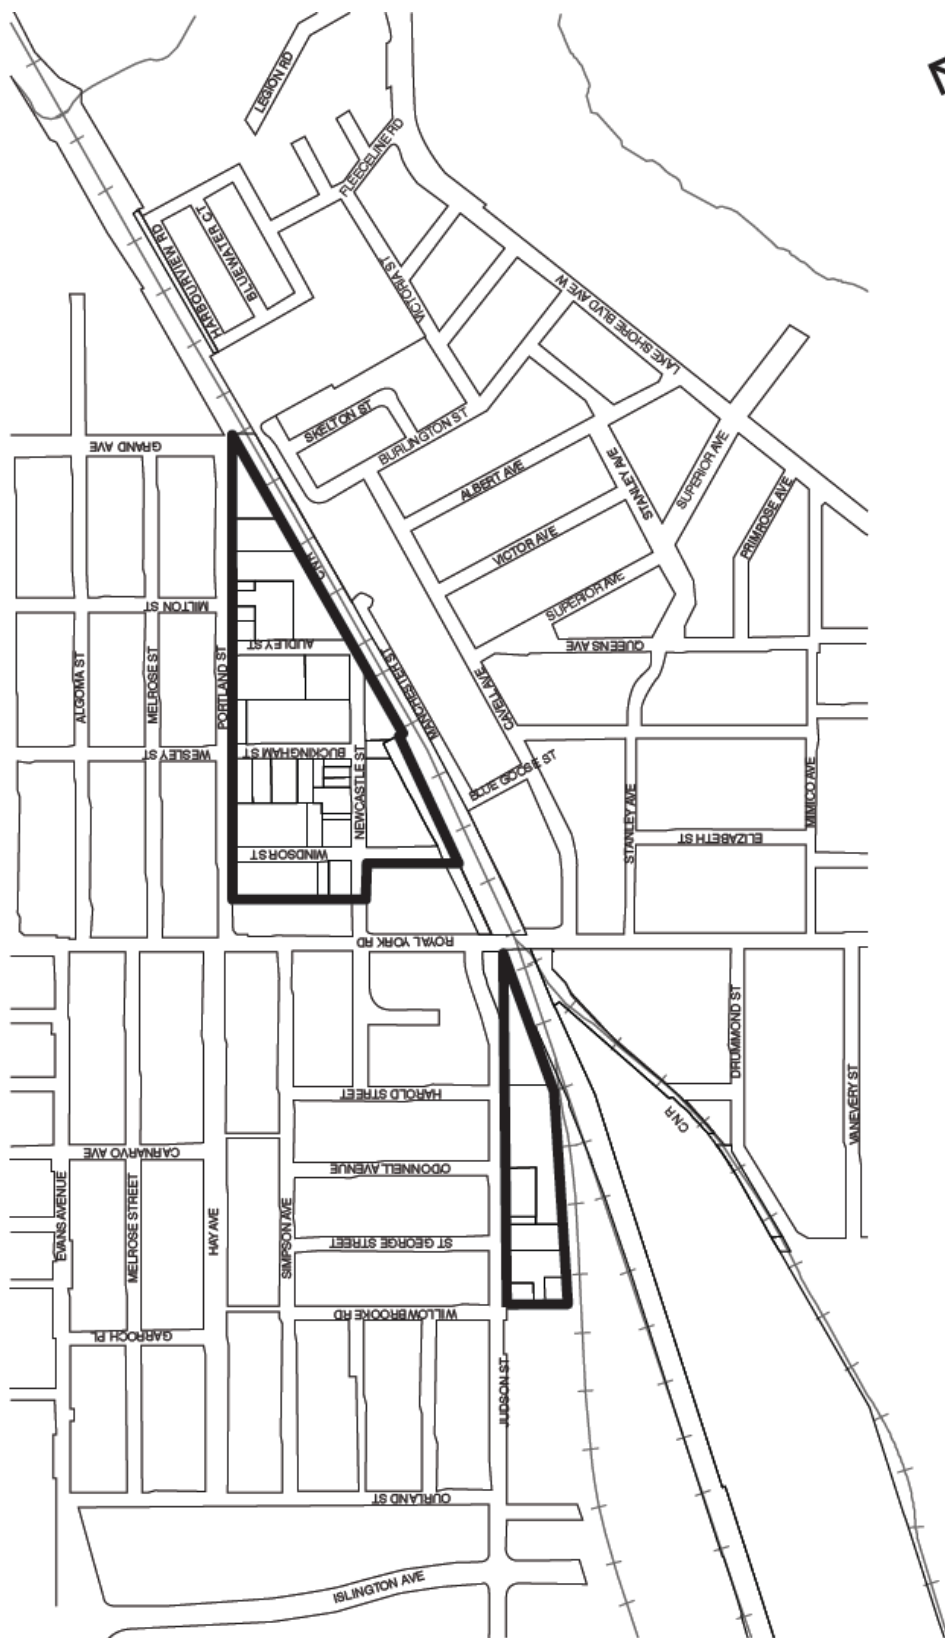 LEGION RD
FLEECELINE RD
HARBOURVIEW RD
BLUEWATER CT
VICTORIA ST
LAKE SHORE BLVD AVE W
SKELTON ST
BURLINGTON ST
GRAND AVE
ALBERT AVE
STANLEY AVE
SUPERIOR AVE
PRIMROSE AVE
VICTOR AVE
CNR
SUPERIOR AVE
MILTON ST
AUDLEY ST
QUEENS AVE
ALGOMA ST
MELROSE ST
PORTLAND ST
MANCHESTER ST
CAVELL AVE
WESLEY ST
BUCKINGHAM ST
NEWCASTLE ST
BLUE GOOSE ST
STANLEY AVE
MIMICO AVE
ELIZABETH ST
WINDSOR ST
ROYAL YORK RD
DRUMMOND ST
VANEVERY ST
HAROLD STREET
CNR
CARNARVO AVE
O'DONNELL AVENUE
EVANS AVENUE
MELROSE STREET
HAY AVE
SIMPSON AVE
ST GEORGE STREET
WILLOWBROOKE RD
GARROCH PL
JUDSON ST
OURLAND ST
ISLINGTON AVE